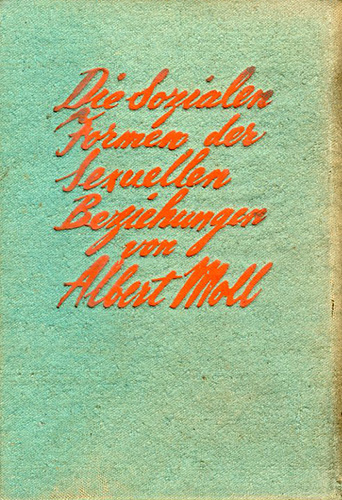 Die Sozialen
Formen der
Sexuellen
Beziehungen
von
Albert Moll